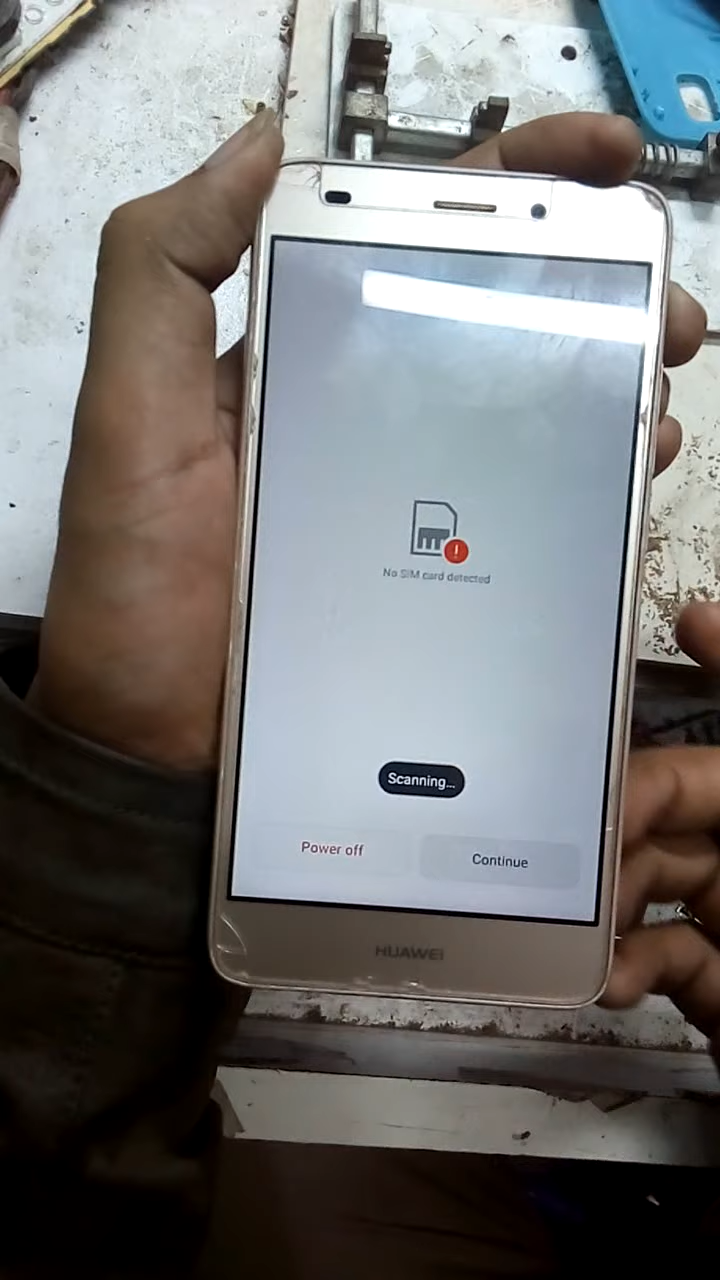 No SIM card detected
Scanning...
Power off
Continue
HUAWEI